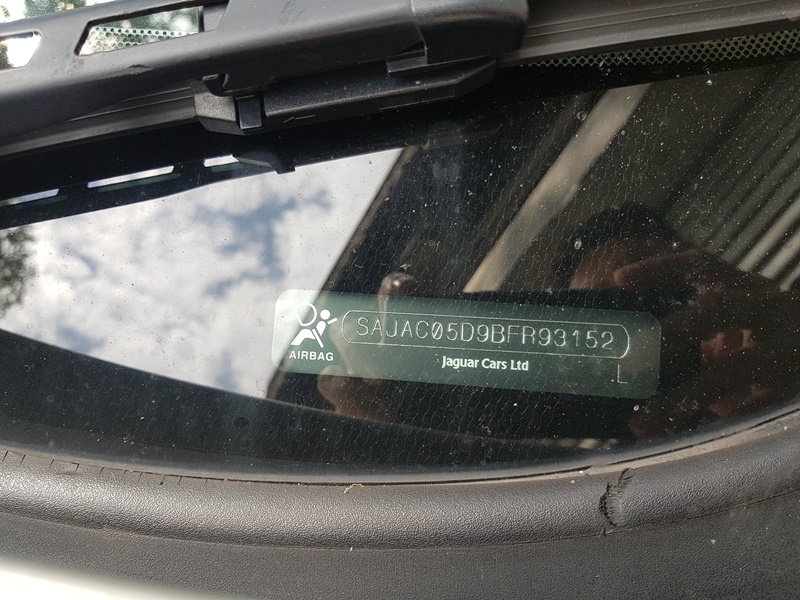 SAJAC05D9BFR93152
AIRBAG
Jaguar Cars Ltd
L